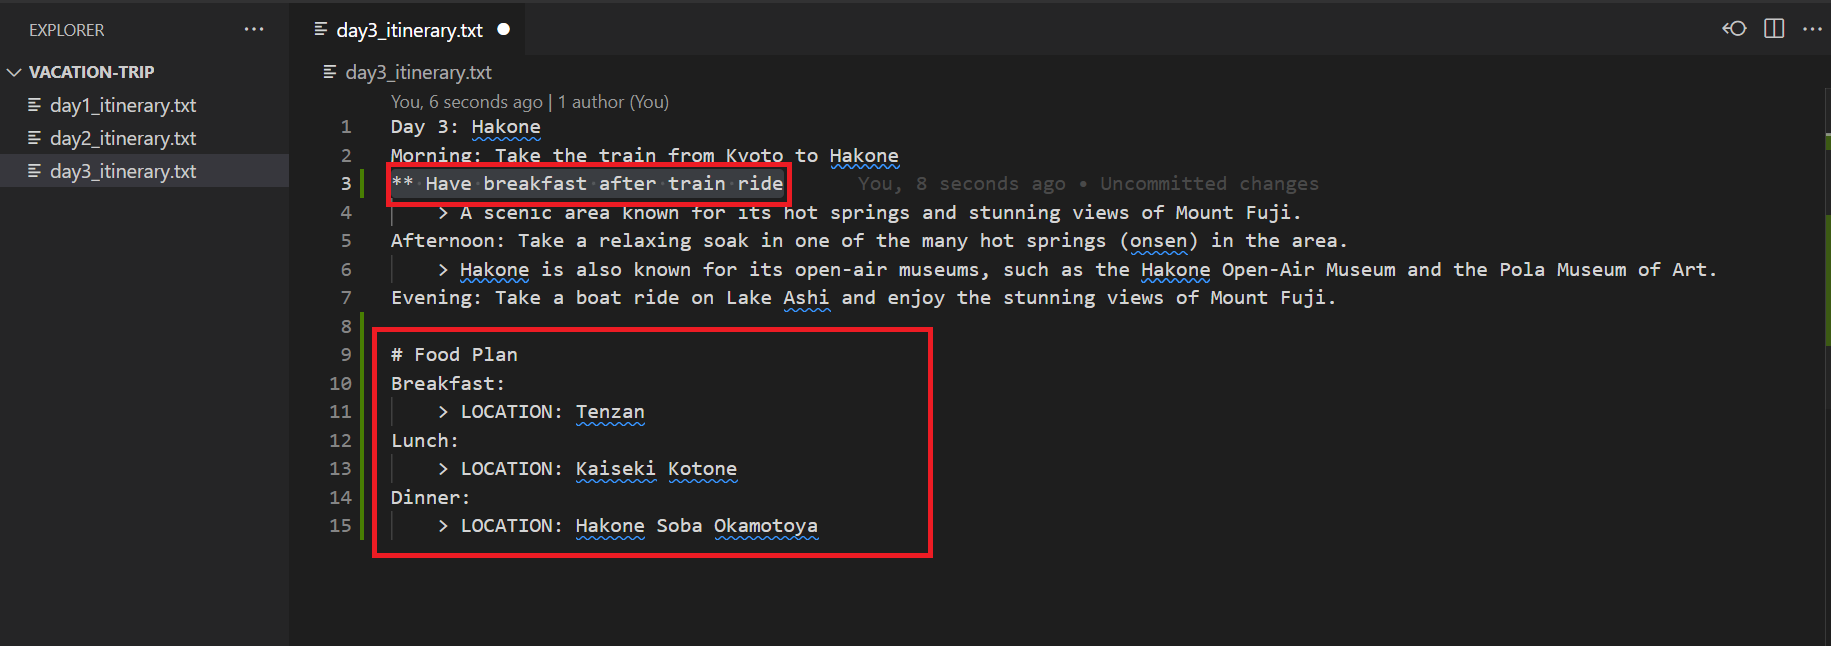 EXPLORER
VACATION-TRIP
day1_itinerary.txt
day2_itinerary.txt
day3_itinerary.txt
day3_itinerary.txt
day3_itinerary.txt
You, 6 seconds ago | 1 author (You)
1 Day 3: Hakone
2 Morning: Take the train from Kyoto to Hakone
3 ** Have breakfast after train ride You, 8 seconds ago • Uncommitted changes
4 > A scenic area known for its hot springs and stunning views of Mount Fuji.
5 Afternoon: Take a relaxing soak in one of the many hot springs (onsen) in the area.
6 > Hakone is also known for its open-air museums, such as the Hakone Open-Air Museum and the Pola Museum of Art.
7 Evening: Take a boat ride on Lake Ashi and enjoy the stunning views of Mount Fuji.
8
9 # Food Plan
10 Breakfast:
11 > LOCATION: Tenzan
12 Lunch:
13 > LOCATION: Kaiseki Kotone
14 Dinner:
15 > LOCATION: Hakone Soba Okamotoya